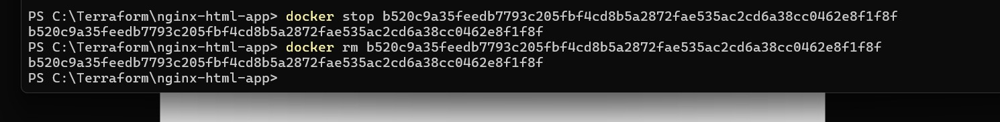 PS C:\Terraform\nginx-html-app> docker stop b520c9a35feedb7793c205fbf4cd8b5a2872fae535ac2cd6a38cc0462e8f1f8f
b520c9a35feedb7793c205fbf4cd8b5a2872fae535ac2cd6a38cc0462e8f1f8f
PS C:\Terraform\nginx-html-app> docker rm b520c9a35feedb7793c205fbf4cd8b5a2872fae535ac2cd6a38cc0462e8f1f8f
b520c9a35feedb7793c205fbf4cd8b5a2872fae535ac2cd6a38cc0462e8f1f8f
PS C:\Terraform\nginx-html-app>